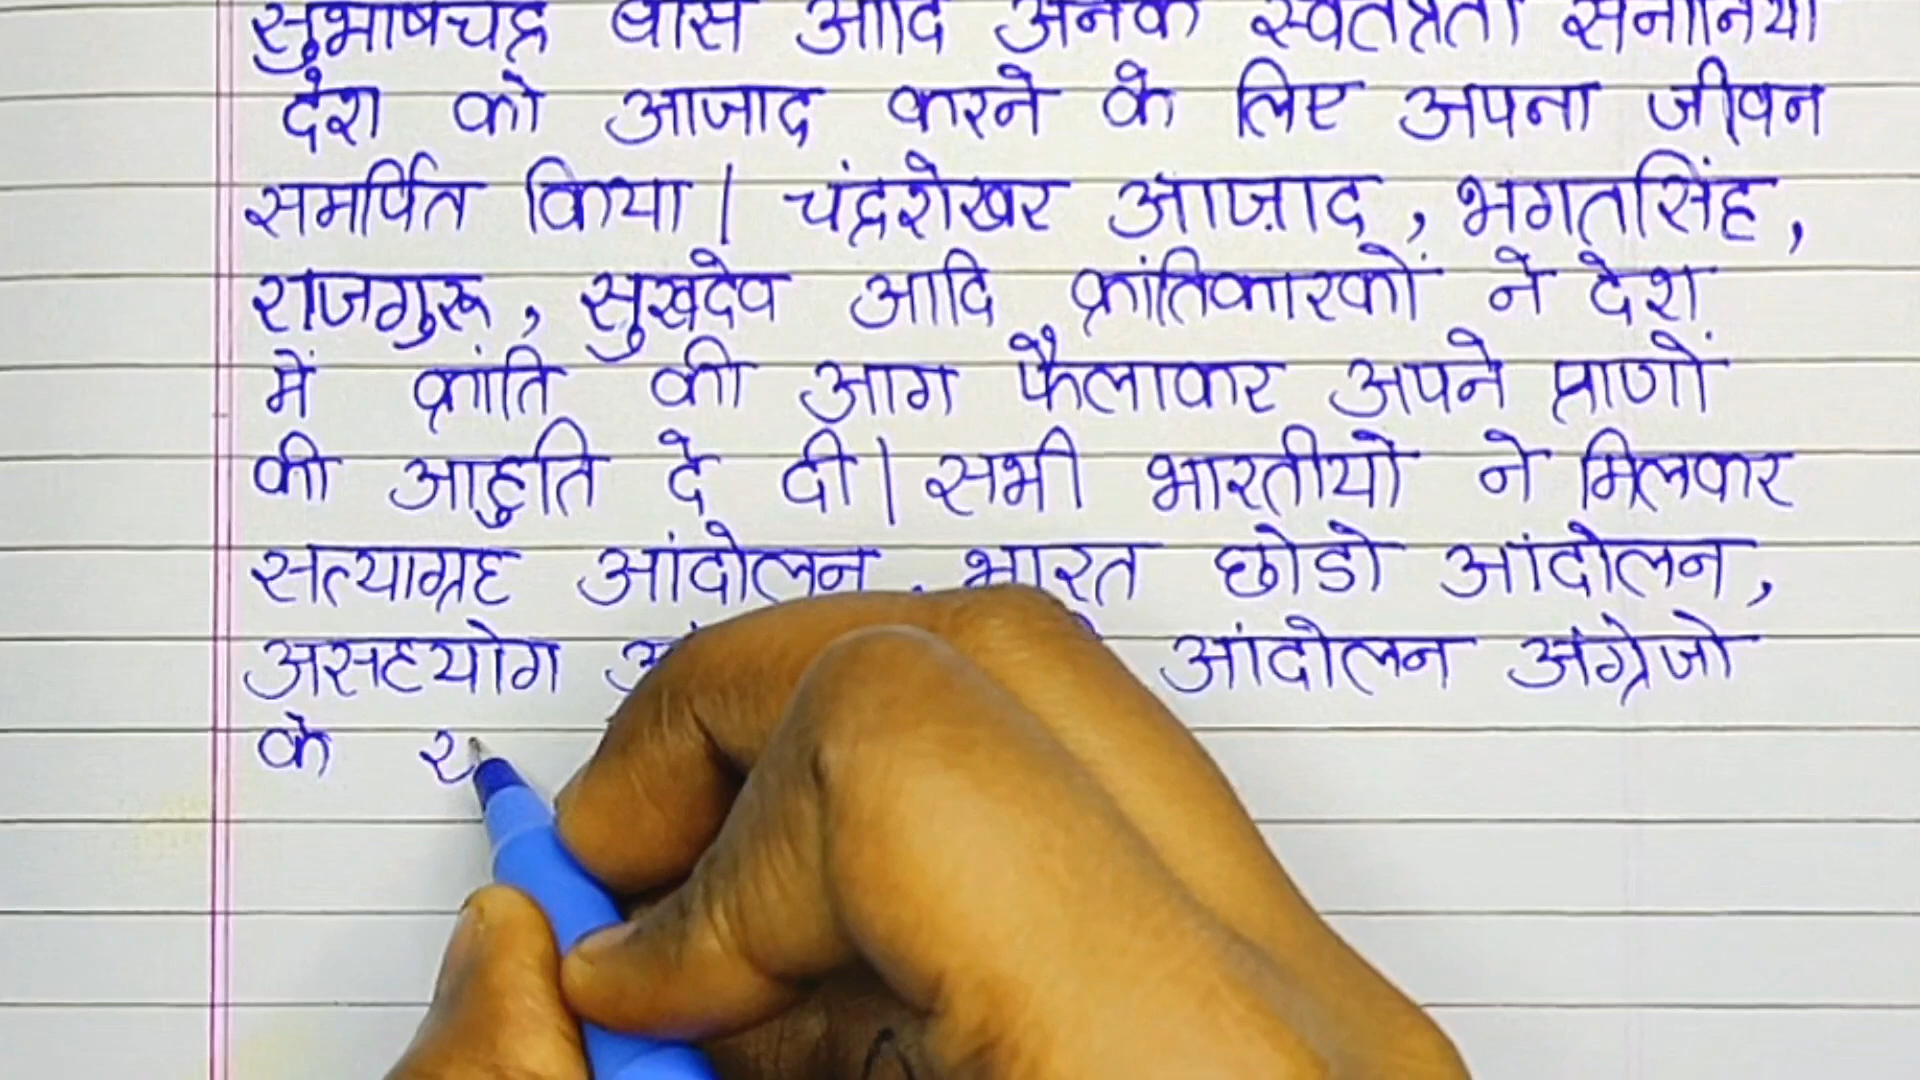 सुभाषचंद्र बोस आदि अनेक स्वतंत्रता सेनानियों
देश को आजाद करने के लिए अपना जीवन
समर्पित किया| चंद्रशेखर आज़ाद, भगतसिंह,
राजगुरू, सुखदेव आदि क्रांतिकारकों ने देश
में क्रांति की आग फैलाकर अपने प्राणों
की आहुति दे दी| सभी भारतीयो ने मिलकर
सत्याग्रह आंदोलन, भारत छोडो आंदोलन,
असहयोग आंदोलन अंग्रेजो
के